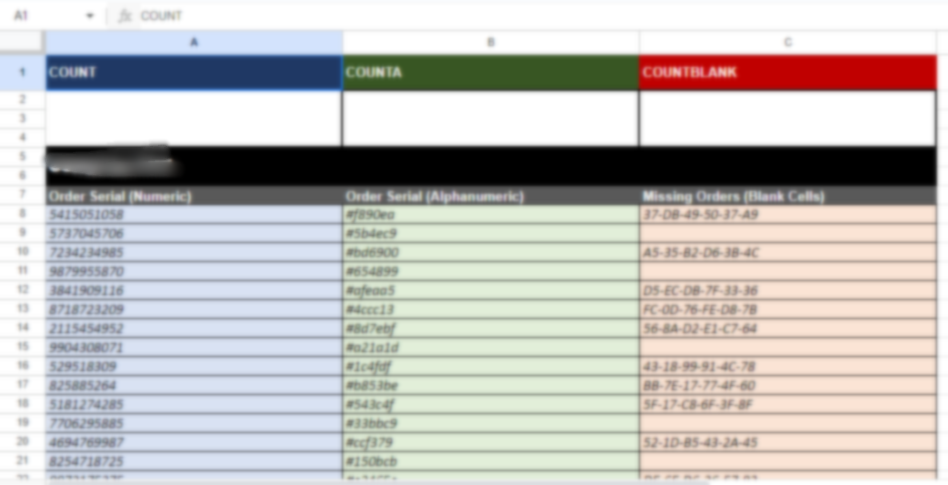 A1 fx COUNT
A B C
1 COUNT COUNTA COUNTBLANK
2
3
4
5
6
7 Order Serial (Numeric) Order Serial (Alphanumeric) Missing Orders (Blank Cells)
8 5415051058 #f890ea 37-DB-49-50-37-A9
9 5737045706 #5b4ec9
10 7234234985 #bd6900 A5-35-B2-D6-3B-4C
11 9879955870 #654899
12 3841909116 #afeaa5 D5-EC-DB-7F-33-36
13 8718723209 #4ccc13 FC-0D-76-FE-D8-7B
14 2115454952 #8d7ebf 56-8A-D2-E1-C7-64
15 9904308071 #a21a1d
16 529518309 #1c4fdf 43-18-99-91-4C-78
17 825885264 #b853be BB-7E-17-77-4F-60
18 5181274285 #543c4f 5F-17-C8-6F-3F-8F
19 7706295885 #33bbc9
20 4694769987 #ccf379 52-1D-B5-43-2A-45
21 8254718725 #150bcb